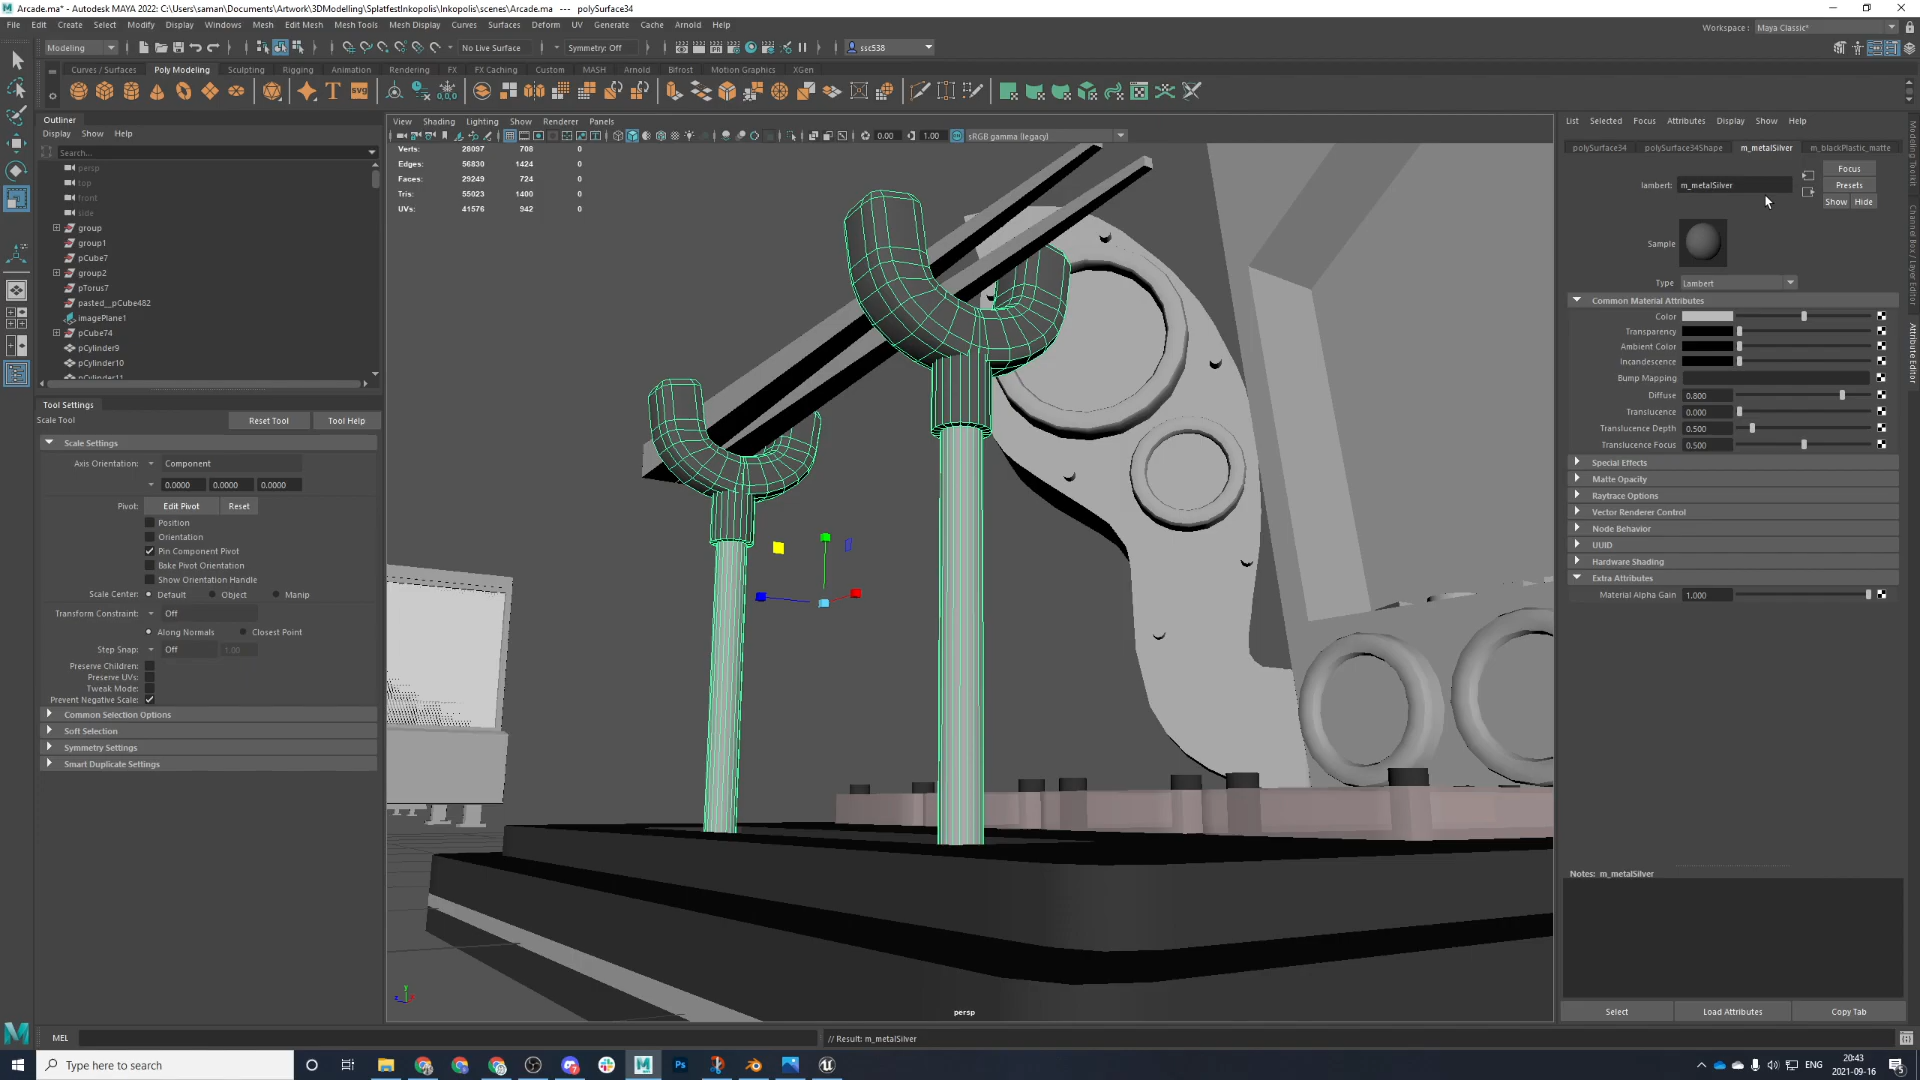 Arcade.ma* - Autodesk MAYA 2022: C:\Users\saman\Documents\Artwork\3DModelling\SplatfestInkopolis\Inkopolis\scenes\Arcade.ma --- polySurface34
File Edit Create Select Modify Display Windows Mesh Edit Mesh Mesh Tools Mesh Display Curves Surfaces Deform UV Generate Cache Arnold Help
Workspace: Maya Classic*
Modeling No Live Surface Symmetry: Off ssc538
Curves / Surfaces Poly Modeling Sculpting Rigging Animation Rendering FX FX Caching Custom MASH Arnold Bifrost Motion Graphics XGen
Outliner
Display Show Help
Search...
persp
top
front
side
group
group1
pCube7
group2
pTorus7
pasted__pCube482
imagePlane1
pCube74
pCylinder9
pCylinder10
pCylinder11
Tool Settings
Scale Tool Reset Tool Tool Help
Scale Settings
Axis Orientation: Component
0.0000 0.0000 0.0000
Pivot: Edit Pivot Reset
Position
Orientation
Pin Component Pivot
Bake Pivot Orientation
Show Orientation Handle
Scale Center: Default Object Manip
Transform Constraint: Off
Along Normals Closest Point
Step Snap: Off 1.00
Preserve Children:
Preserve UVs:
Tweak Mode:
Prevent Negative Scale:
Common Selection Options
Soft Selection
Symmetry Settings
Smart Duplicate Settings
View Shading Lighting Show Renderer Panels
0.00 1.00 sRGB gamma (legacy)
Verts: 28097 708 0
Edges: 56830 1424 0
Faces: 29249 724 0
Tris: 55023 1400 0
UVs: 41576 942 0
persp
List Selected Focus Attributes Display Show Help
polySurface34 polySurface34Shape m_metalSilver m_blackPlastic_matte
lambert: m_metalSilver
Focus
Presets
Show Hide
Sample
Type Lambert
Common Material Attributes
Color
Transparency
Ambient Color
Incandescence
Bump Mapping
Diffuse 0.800
Translucence 0.000
Translucence Depth 0.500
Translucence Focus 0.500
Special Effects
Matte Opacity
Raytrace Options
Vector Renderer Control
Node Behavior
UUID
Hardware Shading
Extra Attributes
Material Alpha Gain 1.000
Notes: m_metalSilver
Select Load Attributes Copy Tab
Modeling Toolkit
Channel Box / Layer Editor
Attribute Editor
MEL // Result: m_metalSilver
Type here to search
ENG
20:43
2021-09-16